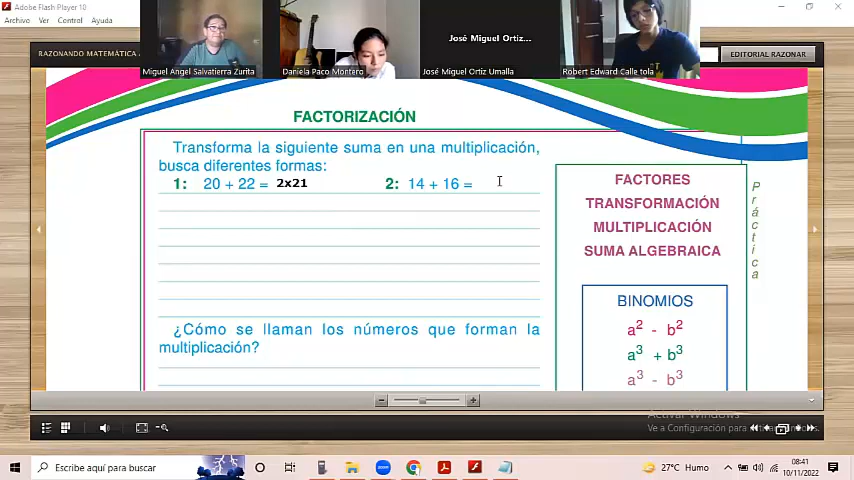 Adobe Flash Player 10
Archivo Ver Control Ayuda
RAZONANDO MATEMÁTICA
EDITORIAL RAZONAR
Miguel Angel Salvatierra Zurita
Daniela Paco Montero
José Miguel Ortiz...
José Miguel Ortiz Umalla
Robert Edward Calle tola
FACTORIZACIÓN
Transforma la siguiente suma en una multiplicación,
busca diferentes formas:
1: 20 + 22 = 2x21
2: 14 + 16 =
¿Cómo se llaman los números que forman la
multiplicación?
FACTORES
TRANSFORMACIÓN
MULTIPLICACIÓN
SUMA ALGEBRAICA
Práctica
BINOMIOS
a² - b²
a³ + b³
a³ - b³
Activar Windows
Ve a Configuración para
Escribe aquí para buscar
27°C Humo
08:41
10/11/2022